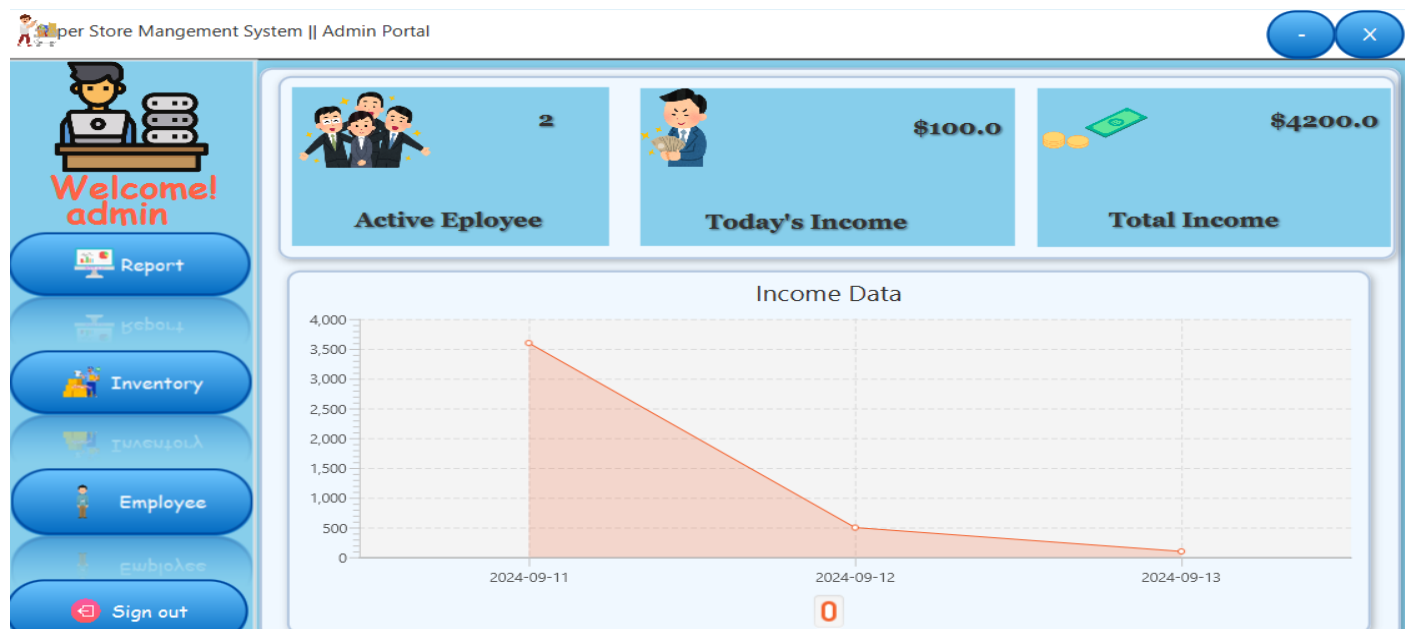 per Store Mangement System || Admin Portal
- ×
Welcome!
admin
Report
Inventory
Employee
Sign out
2
Active Eployee
$100.0
Today's Income
$4200.0
Total Income
Income Data
4,000
3,500
3,000
2,500
2,000
1,500
1,000
500
0
2024-09-11 2024-09-12 2024-09-13
0